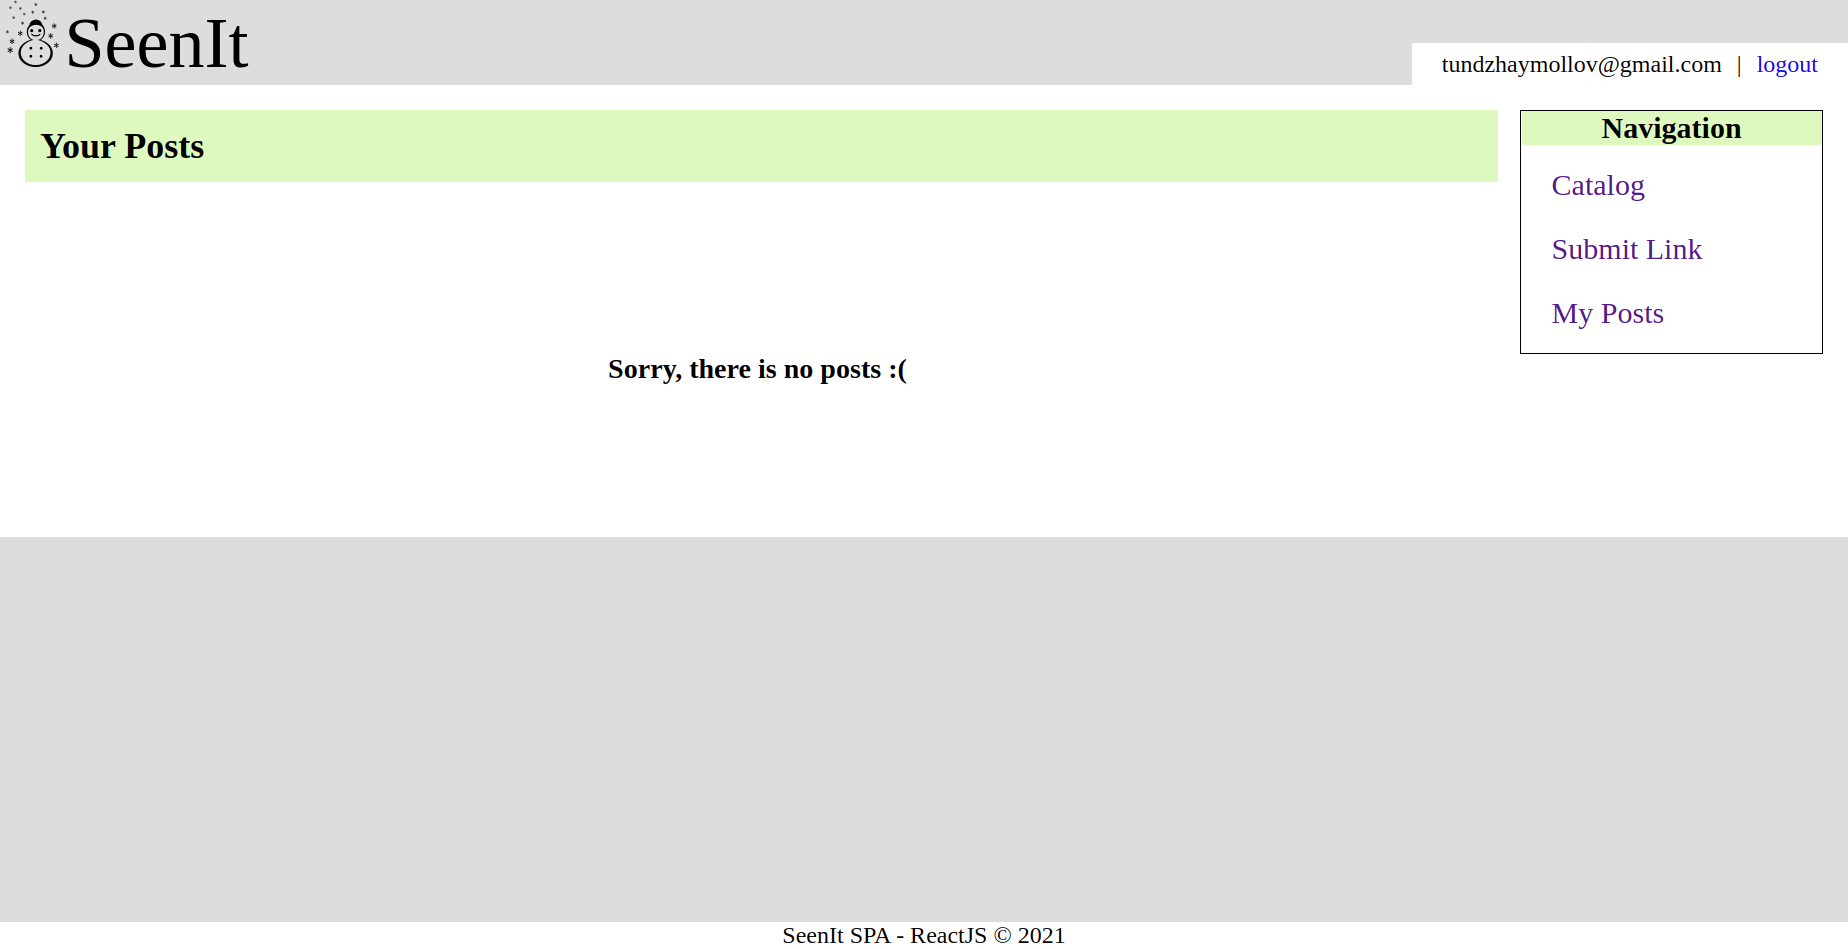 SeenIt
tundzhaymollov@gmail.com | logout
Your Posts
Navigation
Catalog
Submit Link
My Posts
Sorry, there is no posts :(
SeenIt SPA - ReactJS © 2021